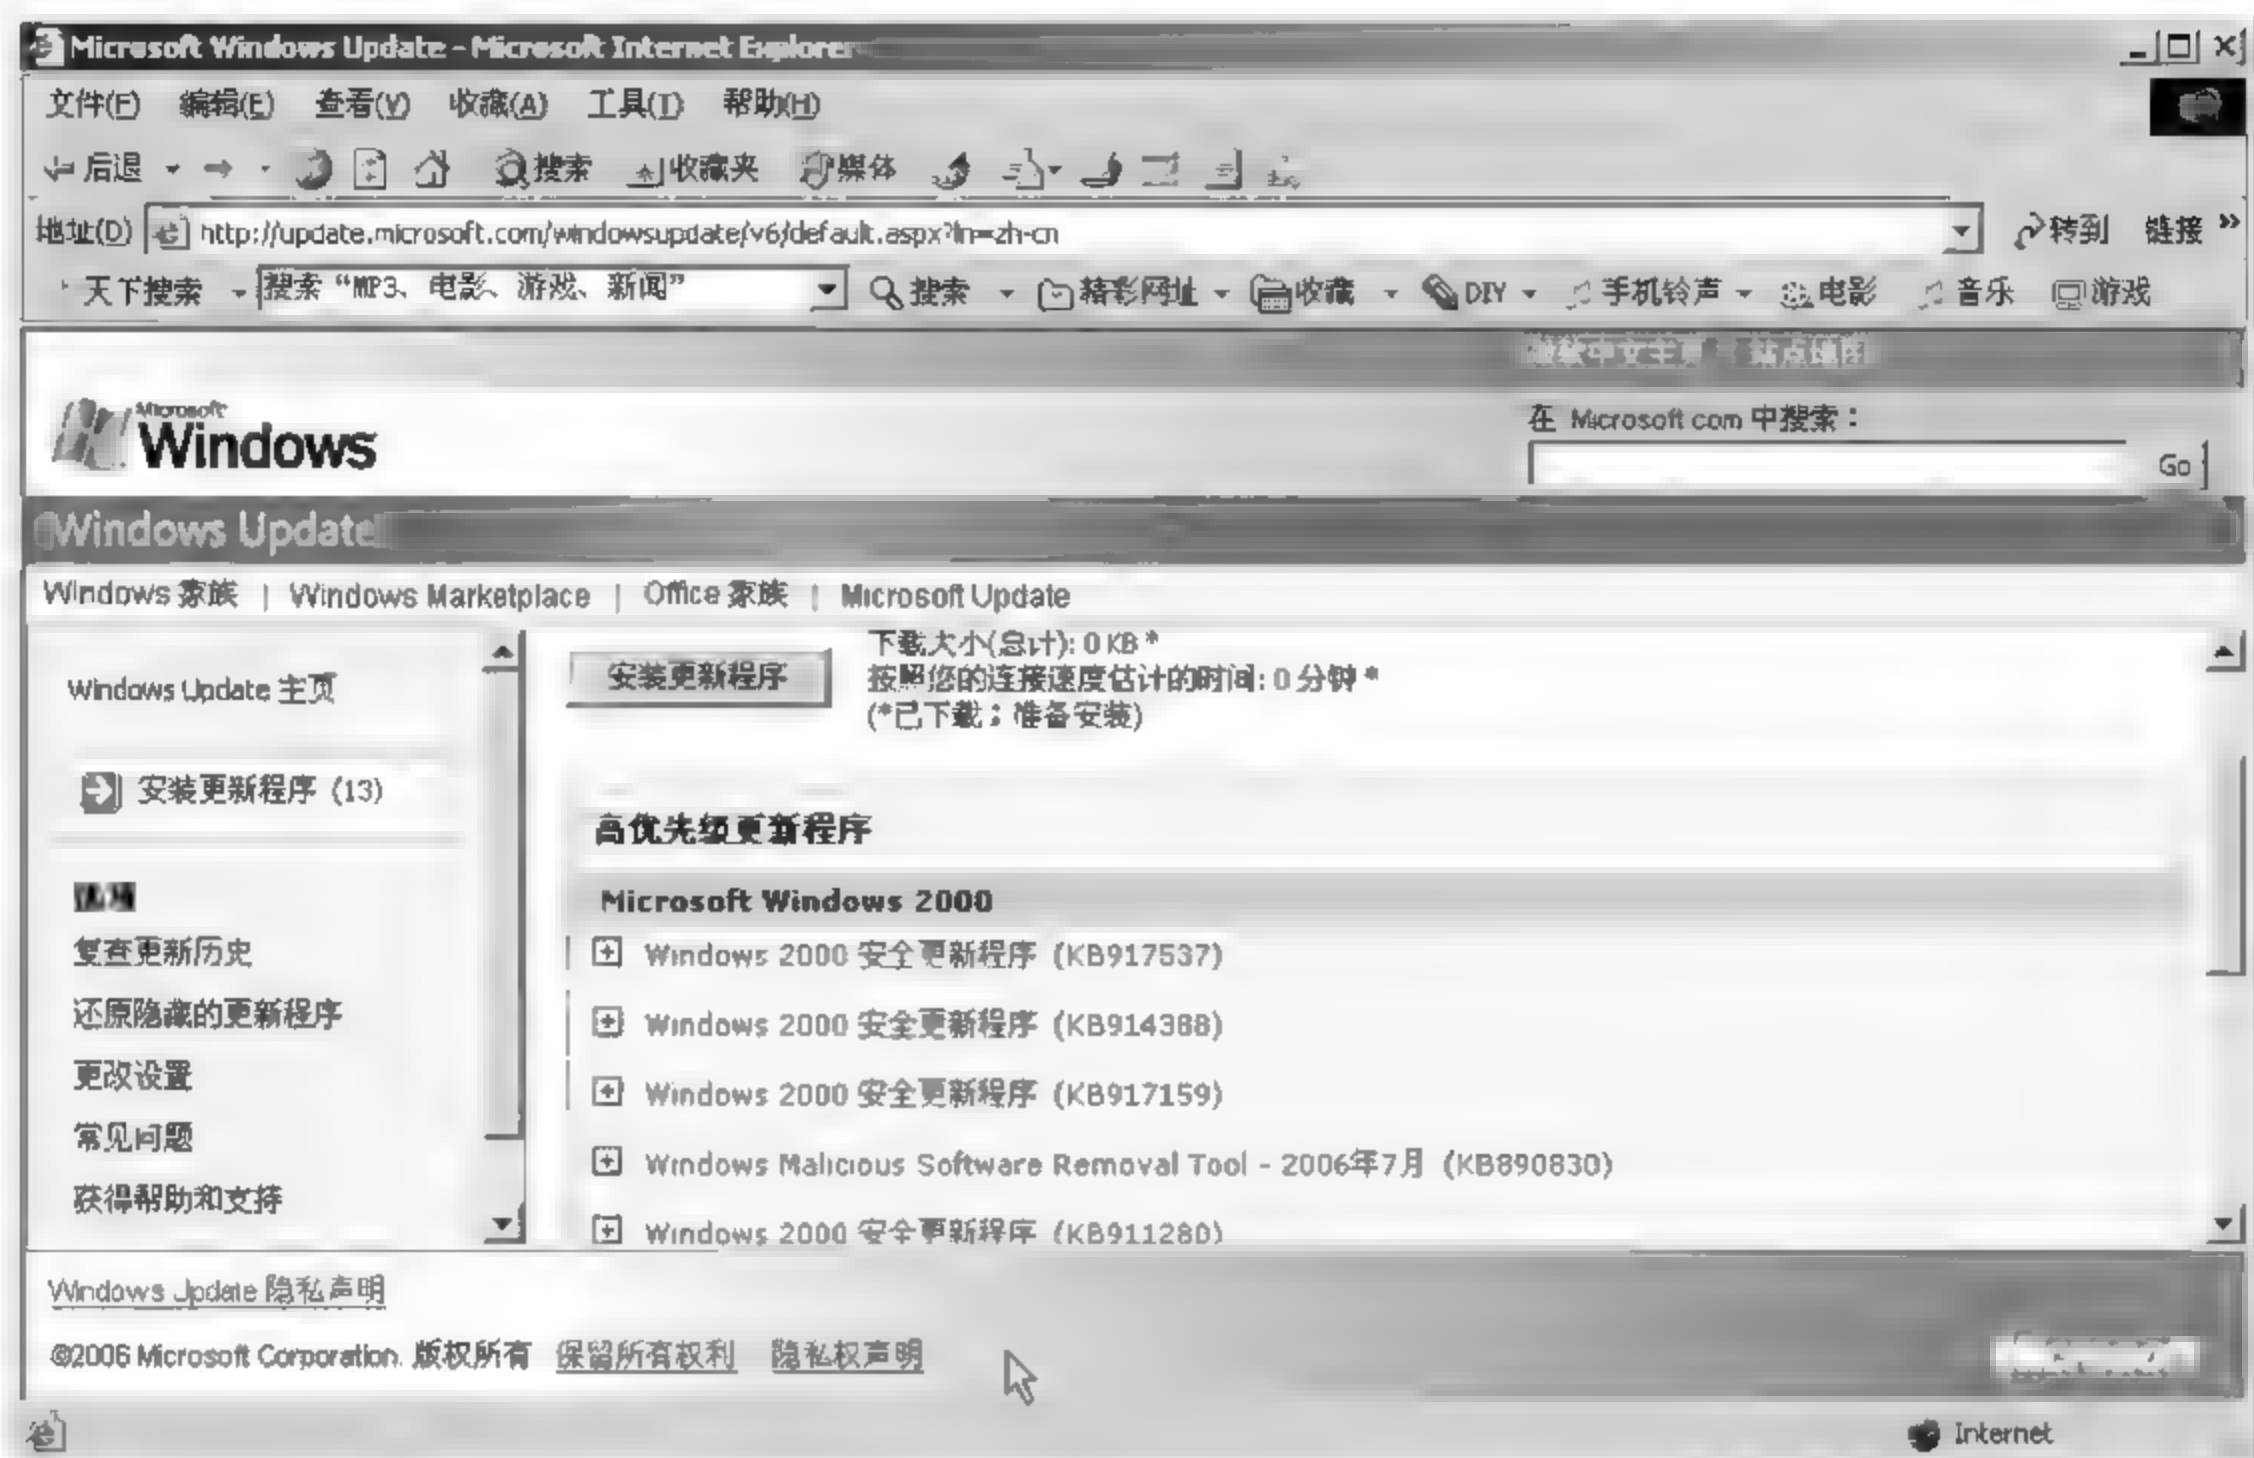 Microsoft Windows Update - Microsoft Internet Explorer
文件(F) 编辑(E) 查看(V) 收藏(A) 工具(T) 帮助(H)
后退 搜索 收藏夹 媒体
地址(D) http://update.microsoft.com/windowsupdate/v6/default.aspx?ln=zh-cn 转到 链接 »
天下搜索 搜索“MP3、电影、游戏、新闻” 搜索 精彩网址 收藏 DIY 手机铃声 电影 音乐 游戏
微软中文主页 站点地图
Microsoft
Windows
在 Microsoft.com 中搜索：
Go
Windows Update
Windows 家族 | Windows Marketplace | Office 家族 | Microsoft Update
Windows Update 主页
安装更新程序 (13)
选项
复查更新历史
还原隐藏的更新程序
更改设置
常见问题
获得帮助和支持
安装更新程序
下载大小(总计): 0 KB *
按照您的连接速度估计的时间: 0 分钟 *
(*已下载；准备安装)
高优先级更新程序
Microsoft Windows 2000
Windows 2000 安全更新程序 (KB917537)
Windows 2000 安全更新程序 (KB914388)
Windows 2000 安全更新程序 (KB917159)
Windows Malicious Software Removal Tool - 2006年7月 (KB890830)
Windows 2000 安全更新程序 (KB911280)
Windows Update 隐私声明
©2006 Microsoft Corporation. 版权所有 保留所有权利 隐私权声明
Internet